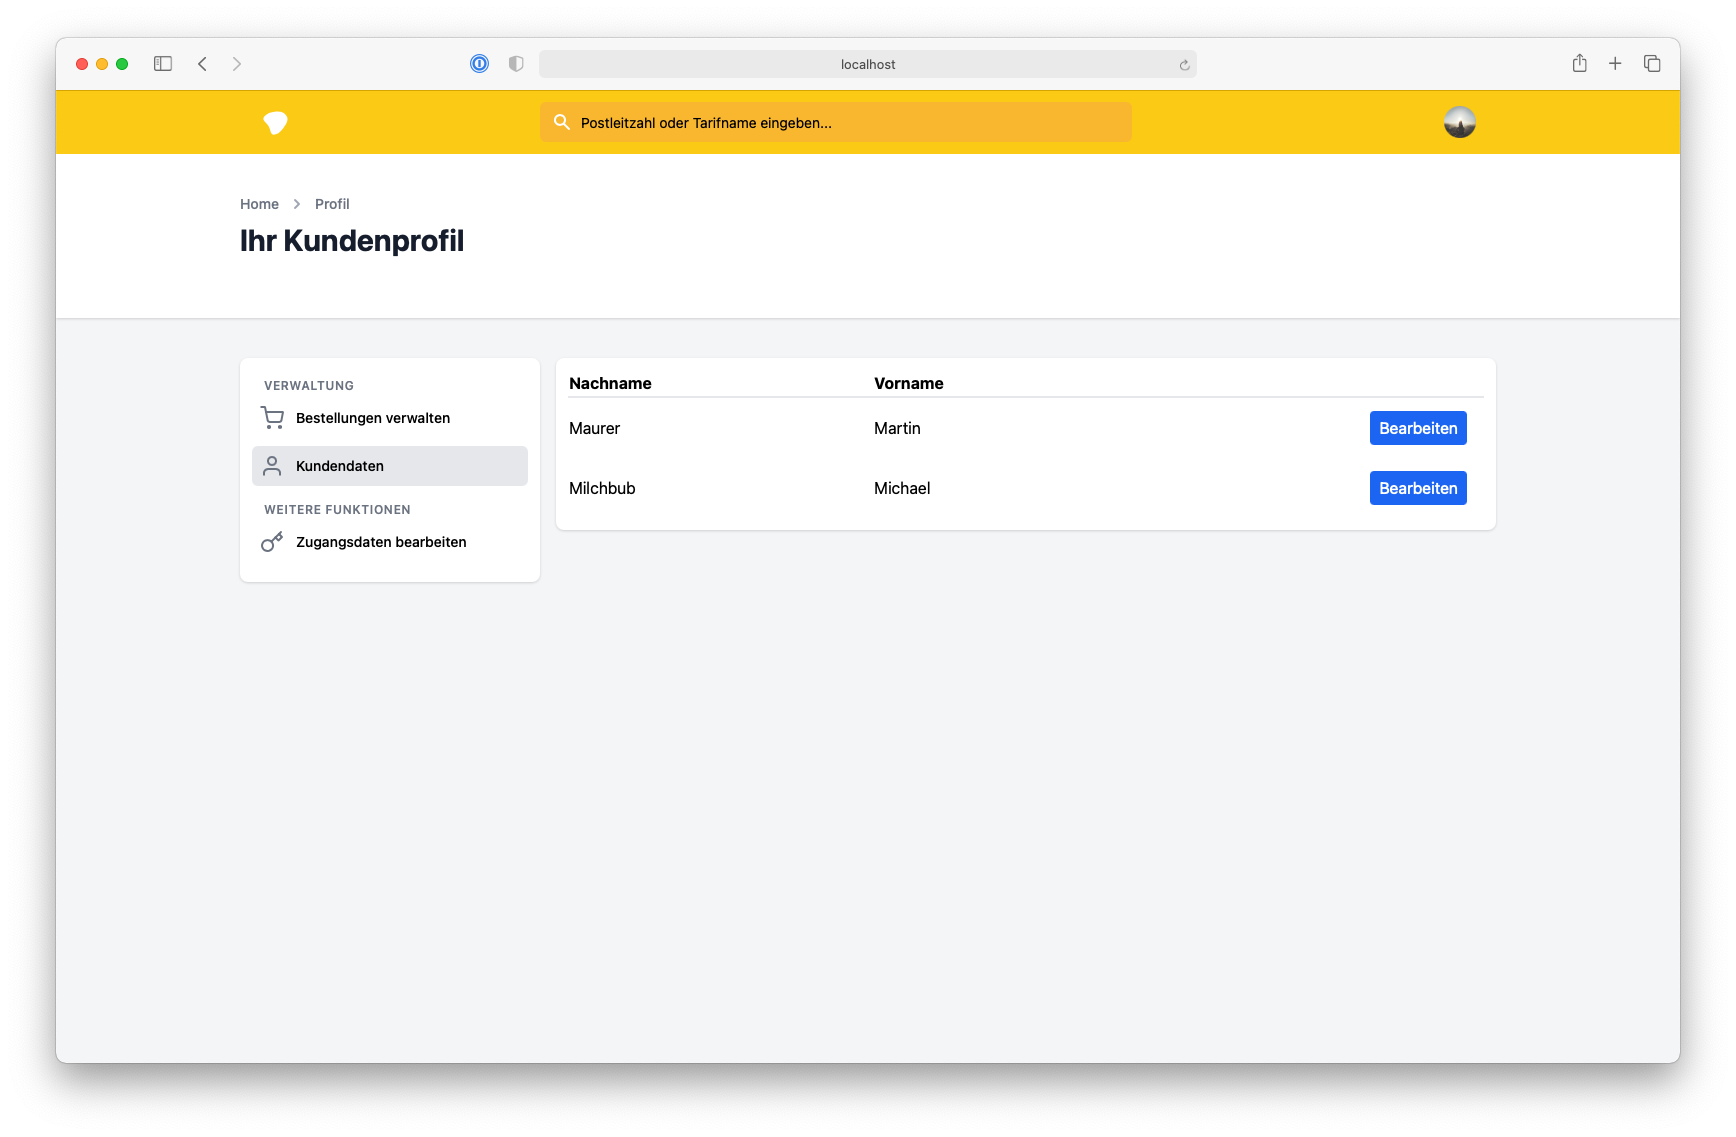 localhost
Postleitzahl oder Tarifname eingeben...
Home Profil
Ihr Kundenprofil
VERWALTUNG
Bestellungen verwalten
Kundendaten
WEITERE FUNKTIONEN
Zugangsdaten bearbeiten
Nachname Vorname
Maurer Martin Bearbeiten
Milchbub Michael Bearbeiten